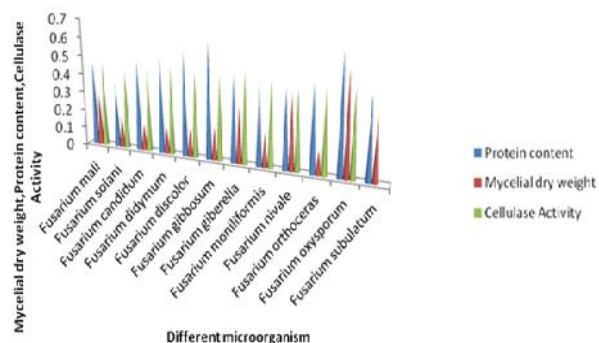 Mycelial dry weight,Protein content,Cellulase
Activity
0.7
0.6
0.5
0.4
0.3
0.2
0.1
0
Fusarium mali
Fusarium solani
Fusarium candidum
Fusarium didymum
Fusarium discolor
Fusarium gibbosum
Fusarium giberelia
Fusarium moniliformis
Fusarium nivale
Fusarium orthoceras
Fusarium oxysporum
Fusarium subulatum
Different microorganism
Protein content
Mycelial dry weight
Cellulase Activity